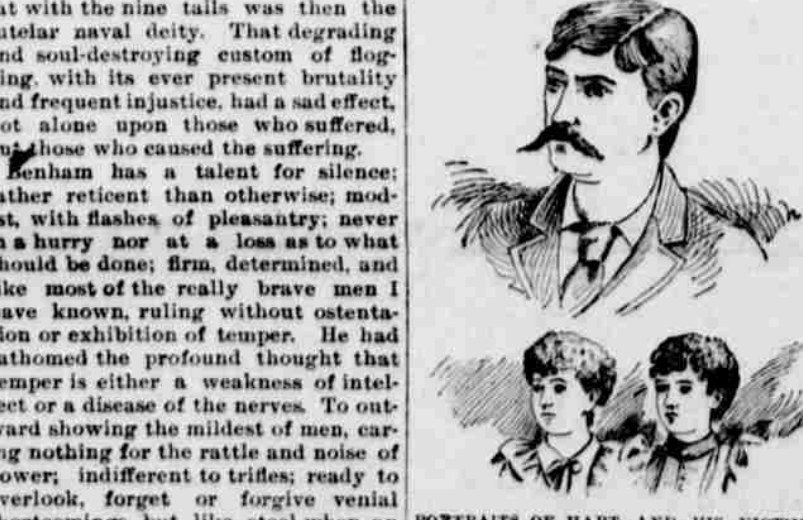 at with the nine tails was then the
utelar naval deity. That degrading
nd soul-destroying custom of flog-
ing, with its ever present brutality
nd frequent injustice, had a sad effect,
ot alone upon those who suffered,
ut those who caused the suffering.
Benham has a talent for silence;
ather reticent than otherwise; mod-
st, with flashes of pleasantry; never
n a hurry nor at a loss as to what
hould be done; firm, determined, and
ike most of the really brave men I
ave known, ruling without ostenta-
ion or exhibition of temper. He had
athomed the profound thought that
emper is either a weakness of intel-
ect or a disease of the nerves. To out-
ward showing the mildest of men, car-
ng nothing for the rattle and noise of
ower; indifferent to trifles; ready to
verlook, forget or forgive venial
but like steel when
PORTRAITS OF HART AND HIS